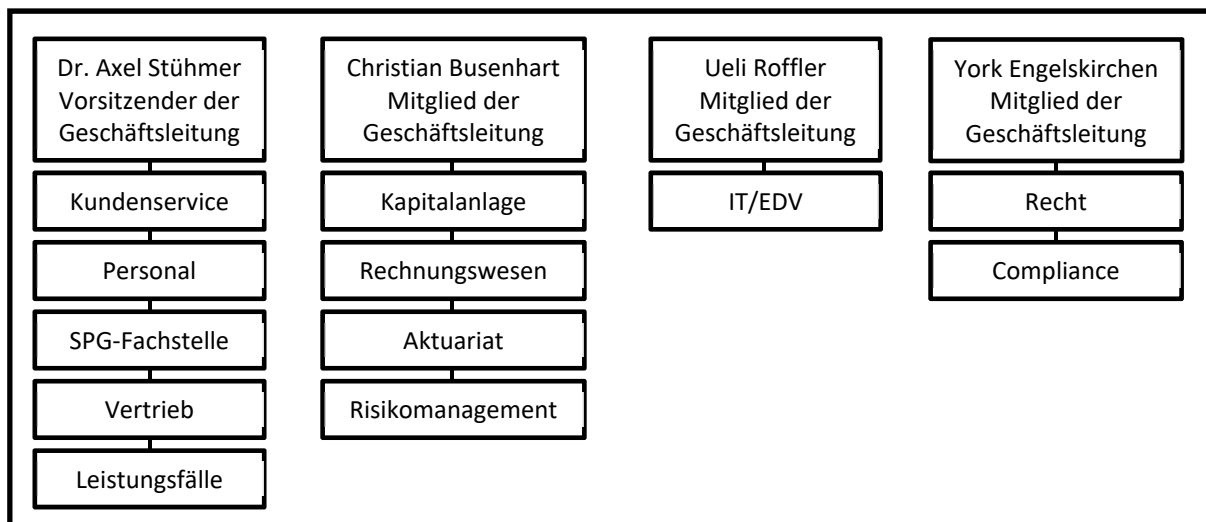 Dr. Axel Stühmer
Vorsitzender der
Geschäftsleitung
Kundenservice
Personal
SPG-Fachstelle
Vertrieb
Leistungsfälle
Christian Busenhart
Mitglied der
Geschäftsleitung
Kapitalanlage
Rechnungswesen
Aktuariat
Risikomanagement
Ueli Roffler
Mitglied der
Geschäftsleitung
IT/EDV
York Engelskirchen
Mitglied der
Geschäftsleitung
Recht
Compliance